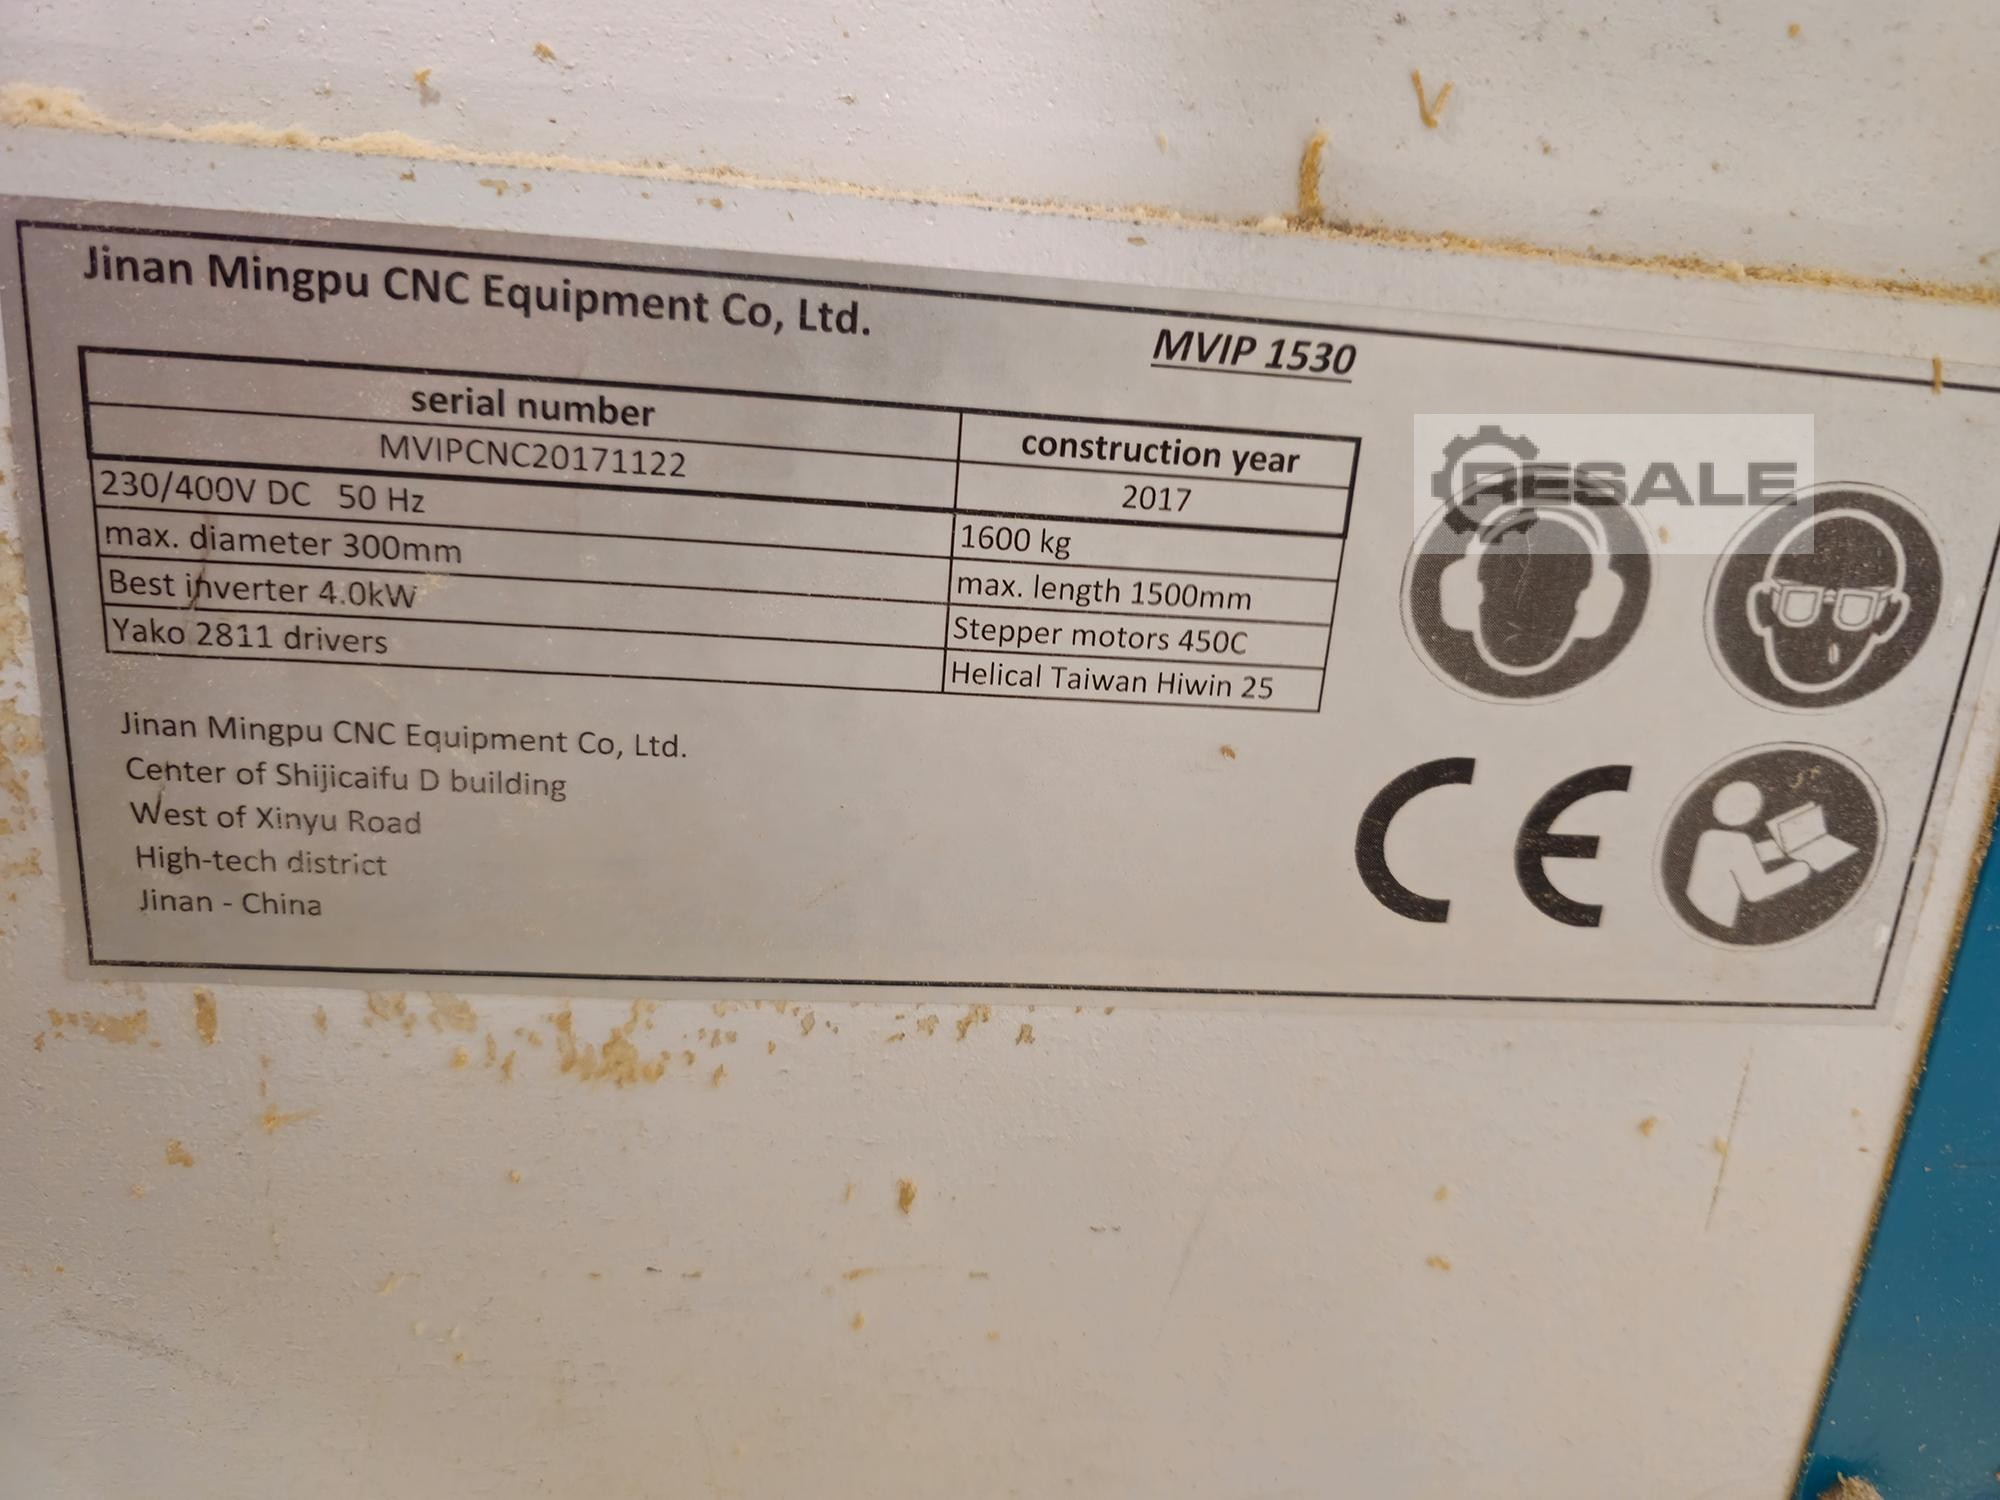 Jinan Mingpu CNC Equipment Co, Ltd.
MVIP 1530
serial number
construction year
MVIPCNC20171122
2017
230/400V DC 50 Hz
1600 kg
max. diameter 300mm
max. length 1500mm
Best inverter 4.0kW
Stepper motors 450C
Yako 2811 drivers
Helical Taiwan Hiwin 25
RESALE
Jinan Mingpu CNC Equipment Co, Ltd.
Center of Shijicaifu D building
West of Xinyu Road
High-tech district
Jinan - China
CE